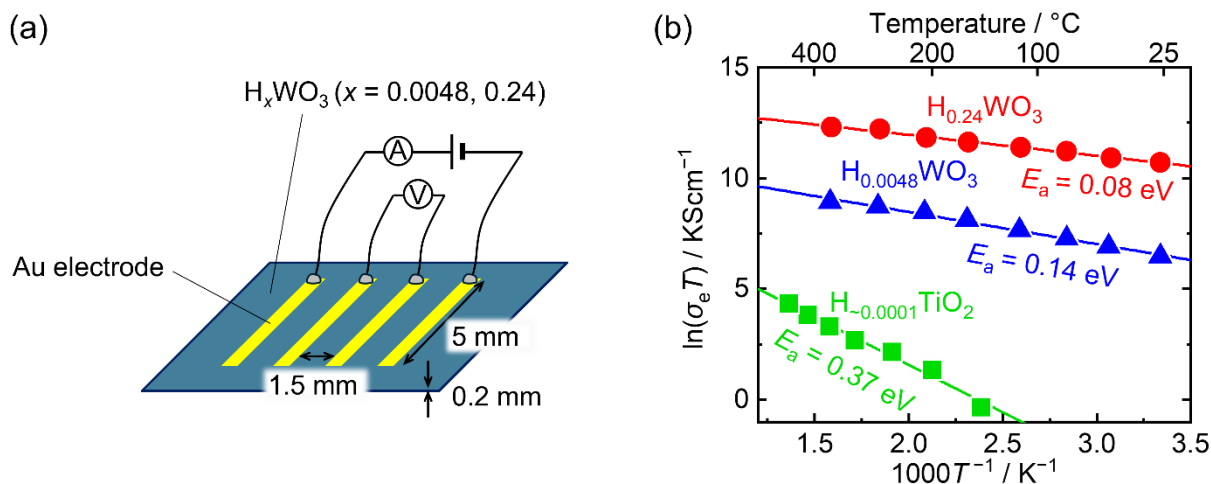 (a)
HₓWO₃ (x = 0.0048, 0.24)
A
V
Au electrode
5 mm
1.5 mm
0.2 mm
(b)
Temperature / °C
400 200 100 25
15
10
5
0
ln(σₑT) / KScm⁻¹
H₀.₂₄WO₃
Eₐ = 0.08 eV
H₀.₀₀₄₈WO₃
Eₐ = 0.14 eV
H~₀.₀₀₀₁TiO₂
Eₐ = 0.37 eV
1.5 2.0 2.5 3.0 3.5
1000T⁻¹ / K⁻¹